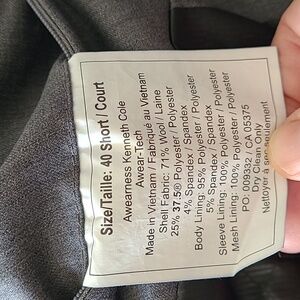 Size/Taille: 40 Short / Court
Awearness Kenneth Cole
Awear-Tech
Made in Vietnam / Fabriqué au Vietnam
Shell Fabric: 71% Wool / Laine
25% 37.5® Polyester / Polyester
4% Spandex / Spandex
Body Lining: 95% Polyester / Polyester
5% Spandex / Spandex
Sleeve Lining: 100% Polyester / Polyester
Mesh Lining: 100% Polyester / Polyester
PO: 009332 / CA 05375
Dry Clean Only
Nettoyer à sec seulement